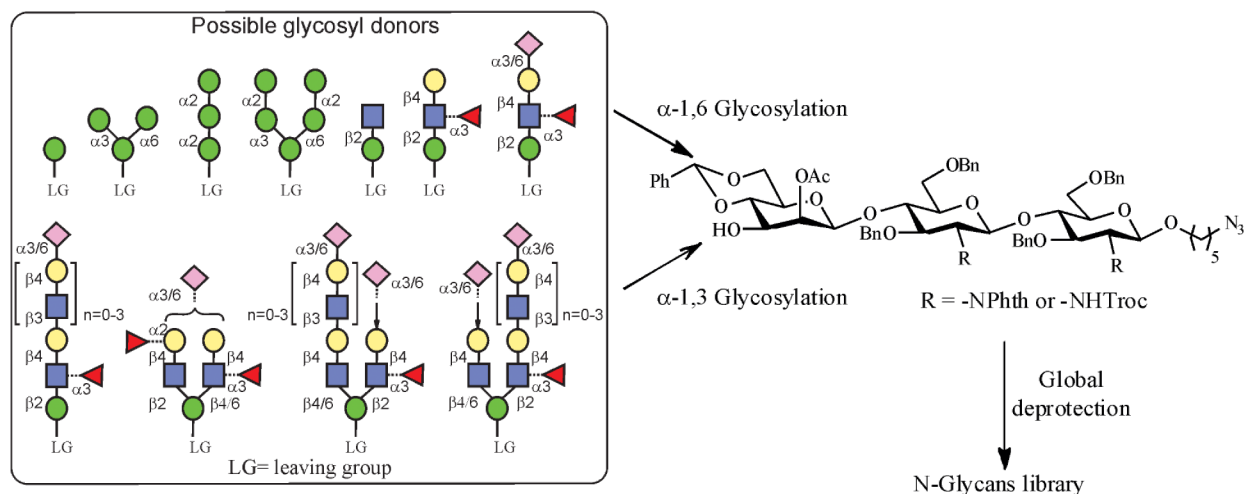 Possible glycosyl donors
α3/6
α2
α2
α2
β4
β4
α3
α6
α2
α3
α6
β2
β2
α3
β2
α3
LG
LG
LG
LG
LG
LG
LG
α3/6
β4
β3
n=0-3
β4
α3
β2
LG
α3/6
α2
β4
β4
α3
β2
β4/6
LG
α3/6
β4
α3/6
n=0-3
β3
β4
β4
α3
β4/6
β2
LG
α3/6
α3/6
β4
β3
n=0-3
β4
β4
α3
β4/6
β2
LG
LG= leaving group
α-1,6 Glycosylation
α-1,3 Glycosylation
Ph
O
O
HO
OAc
O
O
OBn
O
BnO
R
O
OBn
O
BnO
R
O
5
N3
R = -NPhth or -NHTroc
Global
deprotection
N-Glycans library